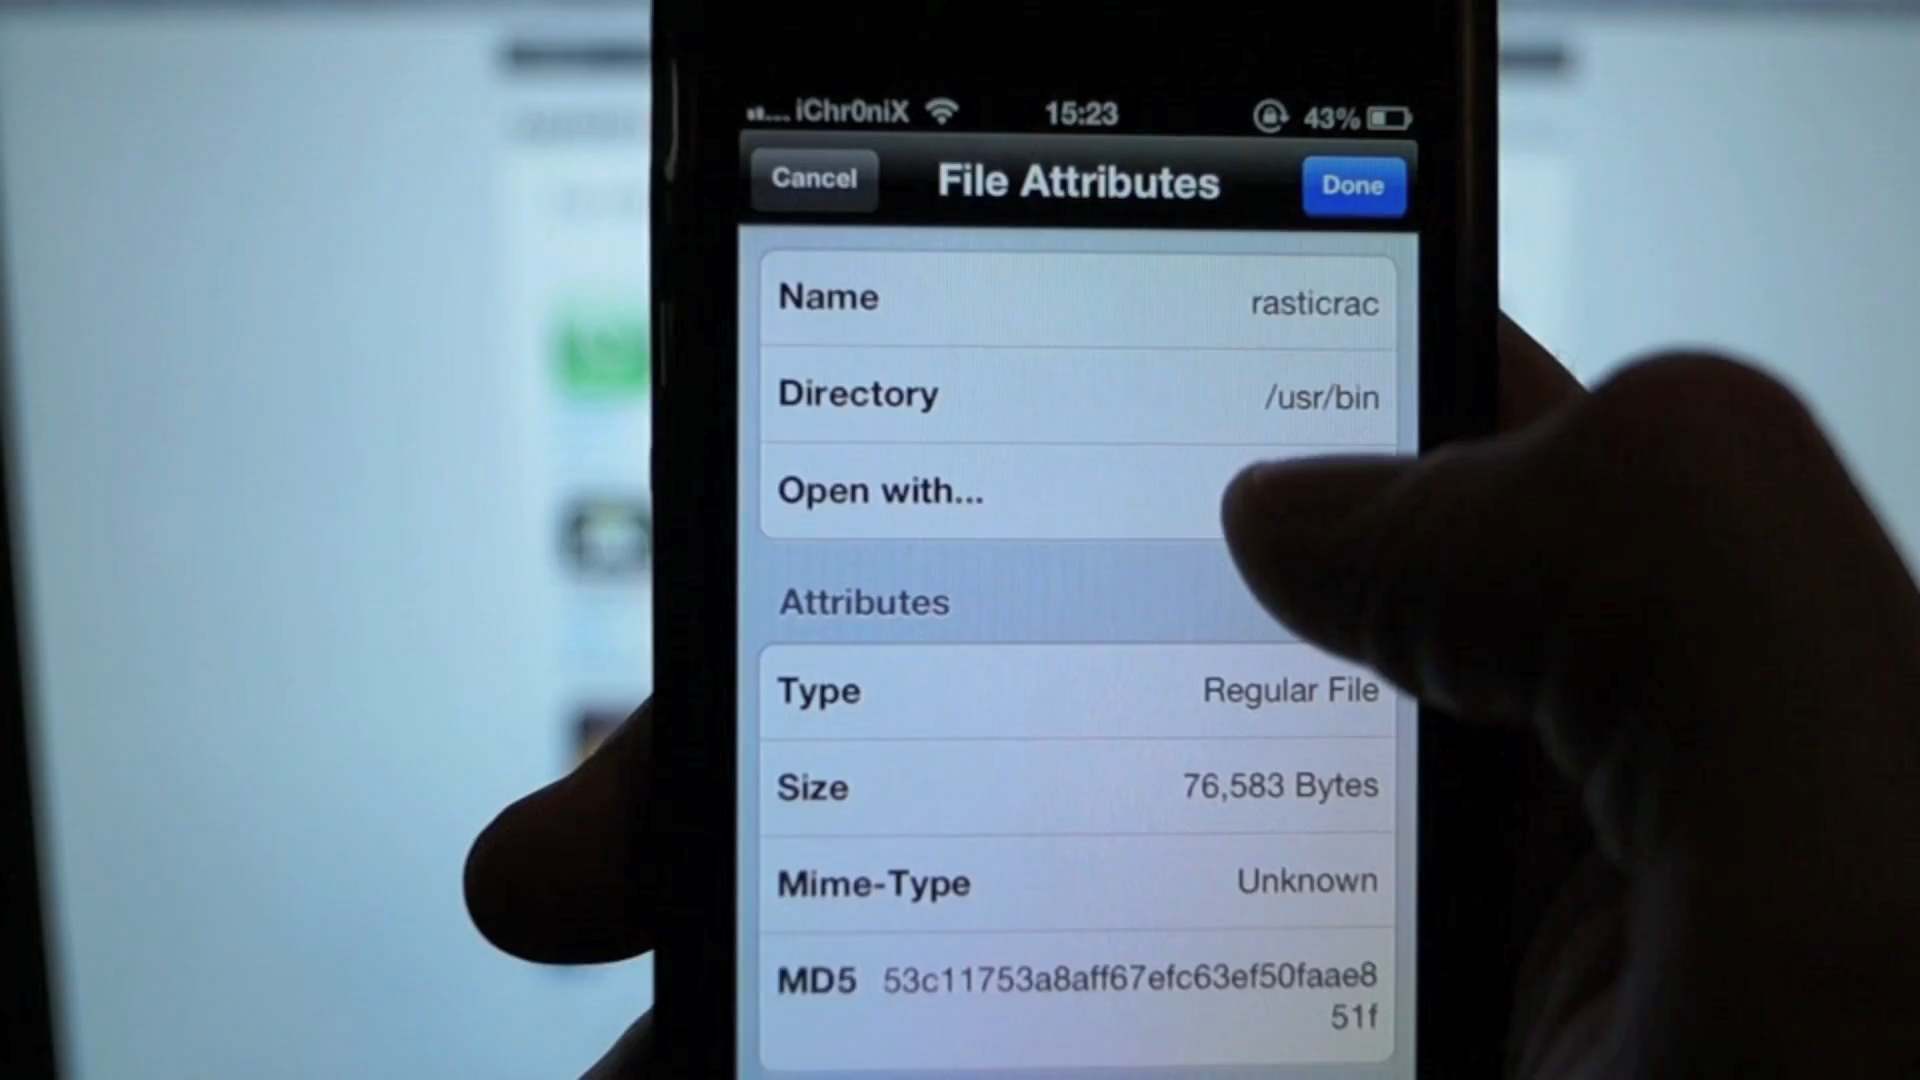 iChr0niX 15:23 43%
Cancel File Attributes Done
Name rasticrac
Directory /usr/bin
Open with...
Attributes
Type Regular File
Size 76,583 Bytes
Mime-Type Unknown
MD5 53c11753a8aff67efc63ef50faae8
51f